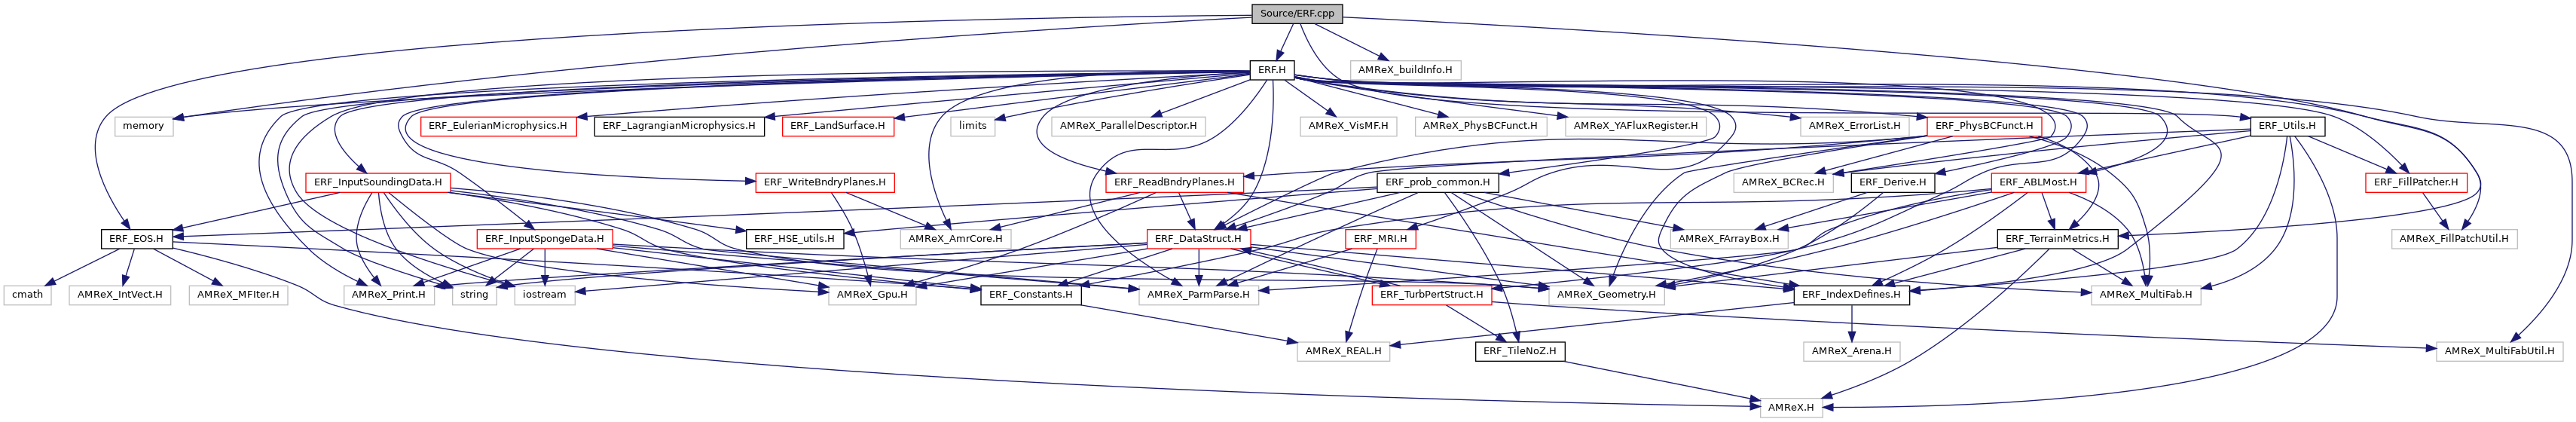 Source/ERF.cpp
ERF.H
AMReX_buildInfo.H
memory
ERF_EulerianMicrophysics.H
ERF_LagrangianMicrophysics.H
ERF_LandSurface.H
limits
AMReX_ParallelDescriptor.H
AMReX_VisMF.H
AMReX_PhysBCFunct.H
AMReX_YAFluxRegister.H
AMReX_ErrorList.H
ERF_PhysBCFunct.H
ERF_Utils.H
ERF_InputSoundingData.H
ERF_WriteBndryPlanes.H
ERF_ReadBndryPlanes.H
ERF_prob_common.H
AMReX_BCRec.H
ERF_Derive.H
ERF_ABLMost.H
ERF_FillPatcher.H
ERF_EOS.H
ERF_InputSpongeData.H
ERF_HSE_utils.H
AMReX_AmrCore.H
ERF_DataStruct.H
ERF_MRI.H
AMReX_FArrayBox.H
ERF_TerrainMetrics.H
AMReX_FillPatchUtil.H
cmath
AMReX_IntVect.H
AMReX_MFIter.H
AMReX_Print.H
string
iostream
AMReX_Gpu.H
ERF_Constants.H
AMReX_ParmParse.H
ERF_TurbPertStruct.H
AMReX_Geometry.H
ERF_IndexDefines.H
AMReX_MultiFab.H
AMReX_REAL.H
ERF_TileNoZ.H
AMReX_Arena.H
AMReX_MultiFabUtil.H
AMReX.H